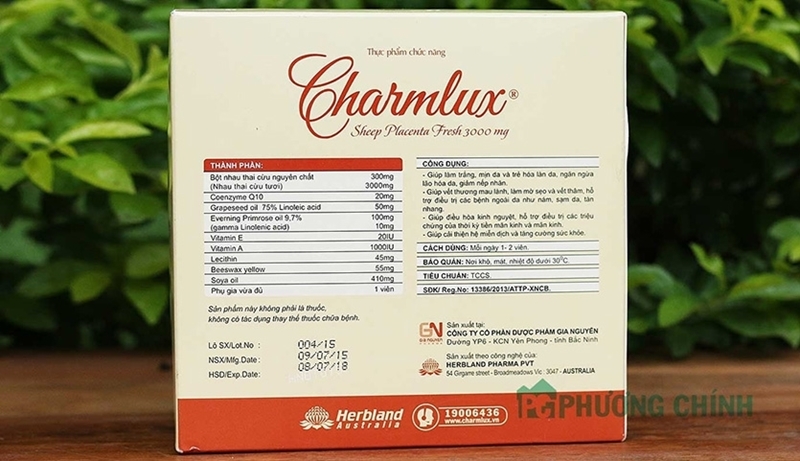 Thực phẩm chức năng
Charmlux®
Sheep Placenta Fresh 3000 mg
THÀNH PHẦN:
Bột nhau thai cừu nguyên chất 300mg
(Nhau thai cừu tươi) 3000mg
Coenzyme Q10 20mg
Grapeseed oil 75% Linoleic acid 50mg
Everning Primrose oil 9,7% 100mg
(gamma Linolenic acid) 10mg
Vitamin E 20IU
Vitamin A 1000IU
Lecithin 45mg
Beeswax yellow 55mg
Soya oil 410mg
Phụ gia vừa đủ 1 viên
Sản phẩm này không phải là thuốc,
không có tác dụng thay thế thuốc chữa bệnh.
Lô SX/Lot.No : 004/15
NSX/Mfg.Date : 09/07/15
HSD/Exp.Date: 08/07/18
CÔNG DỤNG:
- Giúp làm trắng, mịn da và trẻ hóa làn da, ngăn ngừa
lão hóa da, giảm nếp nhăn.
- Giúp vết thương mau lành, làm mờ sẹo và vết thâm, hỗ
trợ điều trị các bệnh ngoài da như nám, sạm da, tàn
nhang.
- Giúp điều hòa kinh nguyệt, hỗ trợ điều trị các triệu
chứng của thời kỳ tiền mãn kinh và mãn kinh.
- Giúp cải thiện hệ miễn dịch và tăng cường sức khỏe.
CÁCH DÙNG: Mỗi ngày 1- 2 viên.
BẢO QUẢN: Nơi khô, mát, nhiệt độ dưới 30⁰C.
TIÊU CHUẨN: TCCS.
SĐK/ Reg.No: 13386/2013/ATTP-XNCB.
GN
GIA NGUYEN
Sản xuất tại:
CÔNG TY CỔ PHẦN DƯỢC PHẨM GIA NGUYỄN
Đường YP6 - KCN Yên Phong - tỉnh Bắc Ninh
Sản xuất theo công nghệ của:
HERBLAND PHARMA PVT
54 Girgarre street - Broadmeadows Vic : 3047 - AUSTRALIA
Herbland
Australia
19006436
www.charmlux.vn
PG PHƯƠNG CHÍNH